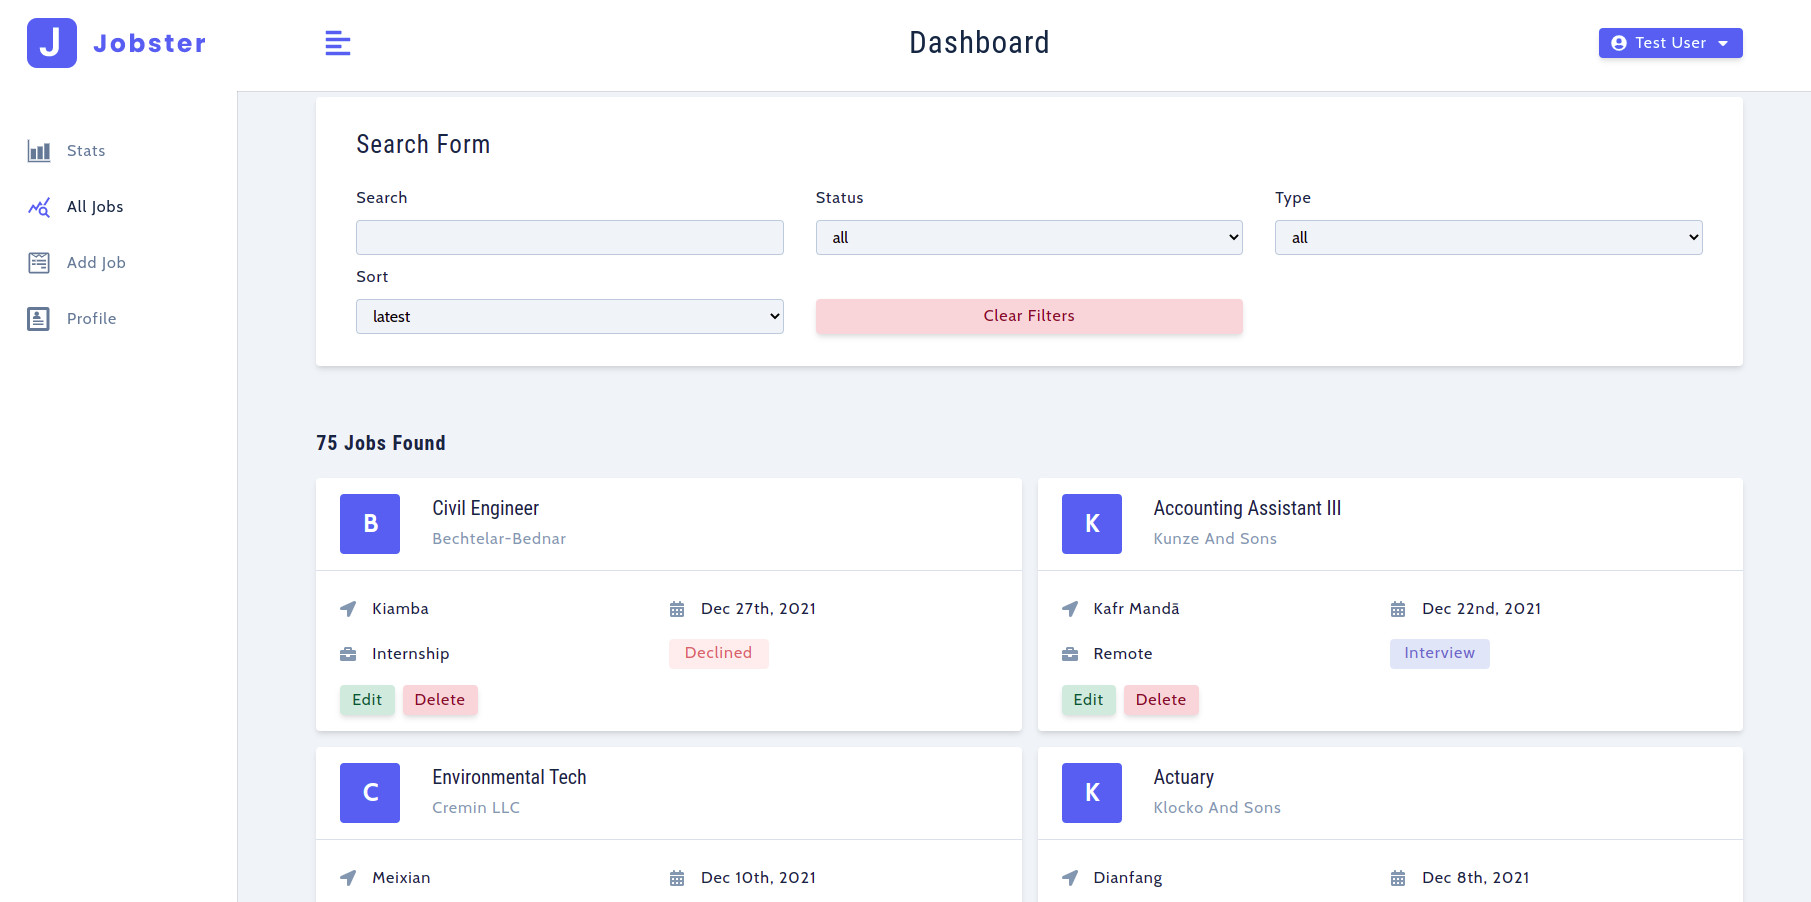 J Jobster
Dashboard
Test User
Stats
All Jobs
Add Job
Profile
Search Form
Search
Status
Type
all
all
Sort
latest
Clear Filters
75 Jobs Found
B
Civil Engineer
Bechtelar-Bednar
Kiamba
Dec 27th, 2021
Internship
Declined
Edit
Delete
K
Accounting Assistant III
Kunze And Sons
Kafr Mandā
Dec 22nd, 2021
Remote
Interview
Edit
Delete
C
Environmental Tech
Cremin LLC
Meixian
Dec 10th, 2021
K
Actuary
Klocko And Sons
Dianfang
Dec 8th, 2021